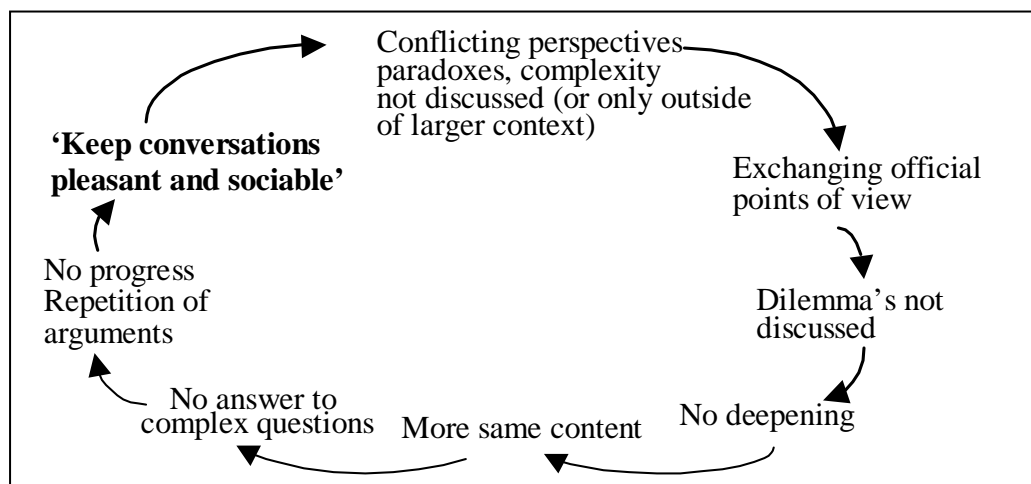 Conflicting perspectives
paradoxes, complexity
not discussed (or only outside
of larger context)
Exchanging official
points of view
Dilemma's not
discussed
No deepening
More same content
No answer to
complex questions
No progress
Repetition of
arguments
‘Keep conversations
pleasant and sociable’